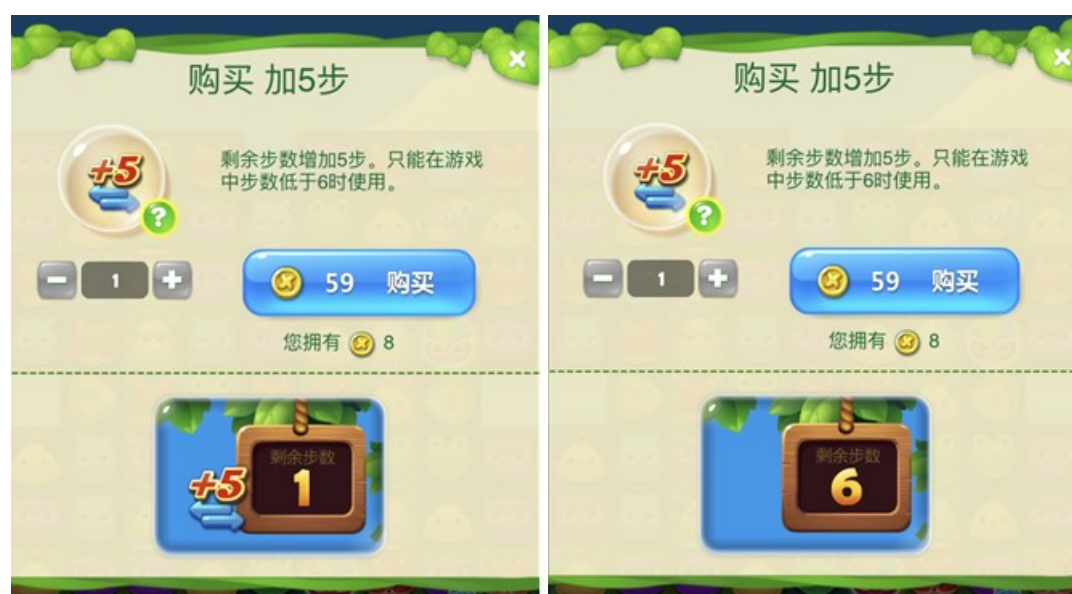 购买 加5步
+5
?
剩余步数增加5步。只能在游戏
中步数低于6时使用。
1
59 购买
您拥有 8
剩余步数
1
+5
购买 加5步
+5
?
剩余步数增加5步。只能在游戏
中步数低于6时使用。
1
59 购买
您拥有 8
剩余步数
6